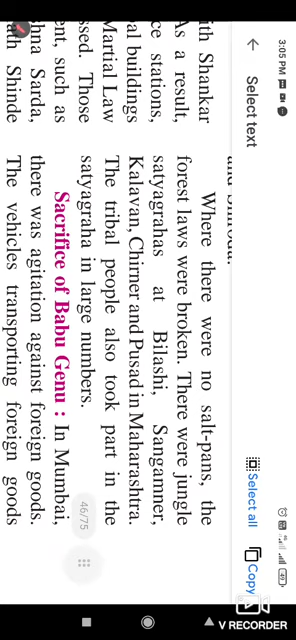 3:05 PM
49
Select text
Select all
Copy
ith Shankar
As a result,
ce stations,
al buildings
Martial Law
ssed. Those
ent, such as
hna Sarda,
Shinde
Where there were no salt-pans, the
forest laws were broken. There were jungle
satyagrahas at Bilashi, Sangamner,
Kalavan, Chirner and Pusad in Maharashtra.
The tribal people also took part in the
satyagraha in large numbers.
Sacrifice of Babu Genu : In Mumbai,
there was agitation against foreign goods.
The vehicles transporting foreign goods
46/75
V RECORDER